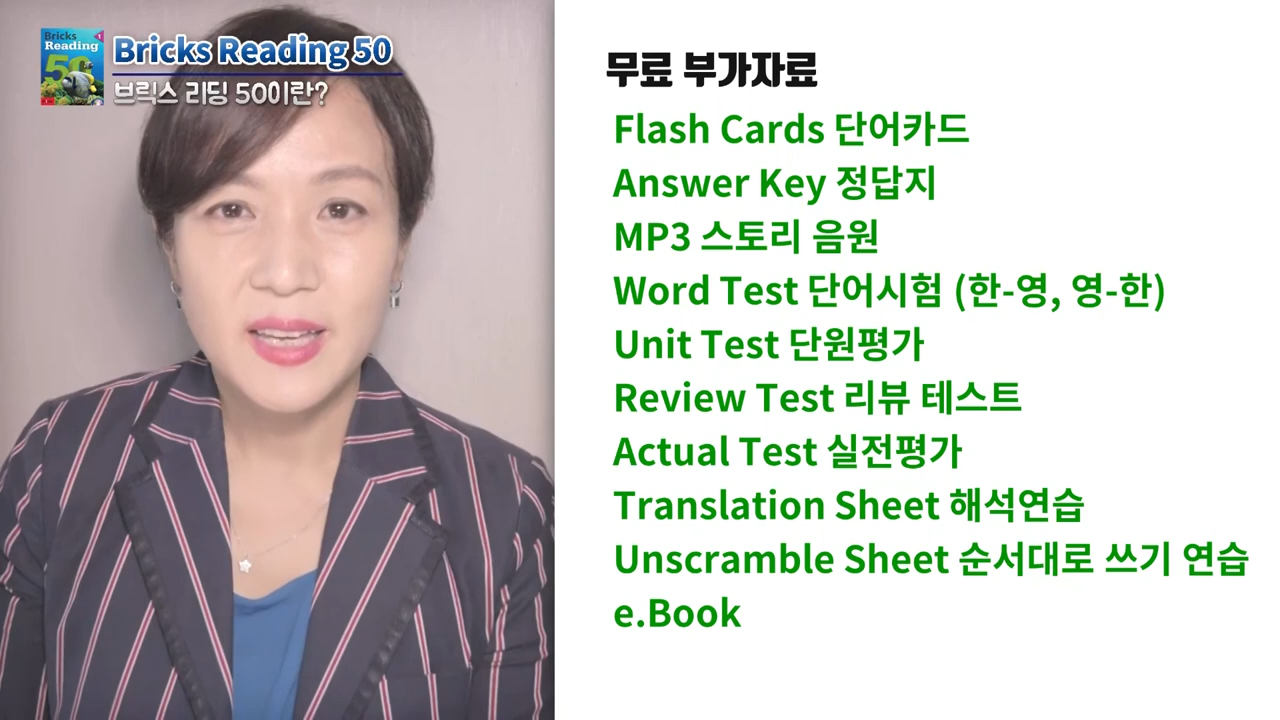 Bricks
Reading
50
Bricks Reading 50
브릭스 리딩 50이란?
무료 부가자료
Flash Cards 단어카드
Answer Key 정답지
MP3 스토리 음원
Word Test 단어시험 (한-영, 영-한)
Unit Test 단원평가
Review Test 리뷰 테스트
Actual Test 실전평가
Translation Sheet 해석연습
Unscramble Sheet 순서대로 쓰기 연습
e.Book